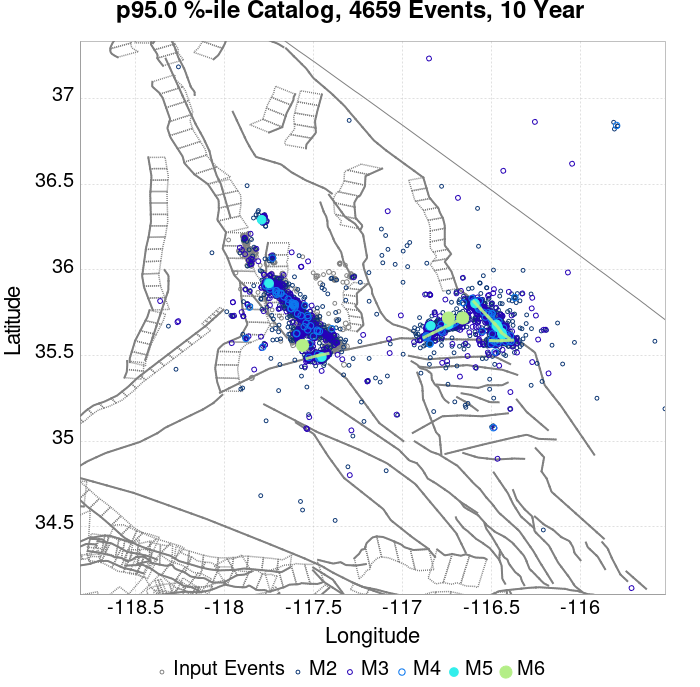 p95.0 %-ile Catalog, 4659 Events, 10 Year
37
36.5
36
35.5
35
34.5
Latitude
-118.5 -118 -117.5 -117 -116.5 -116
Longitude
Input Events M2 M3 M4 M5 M6